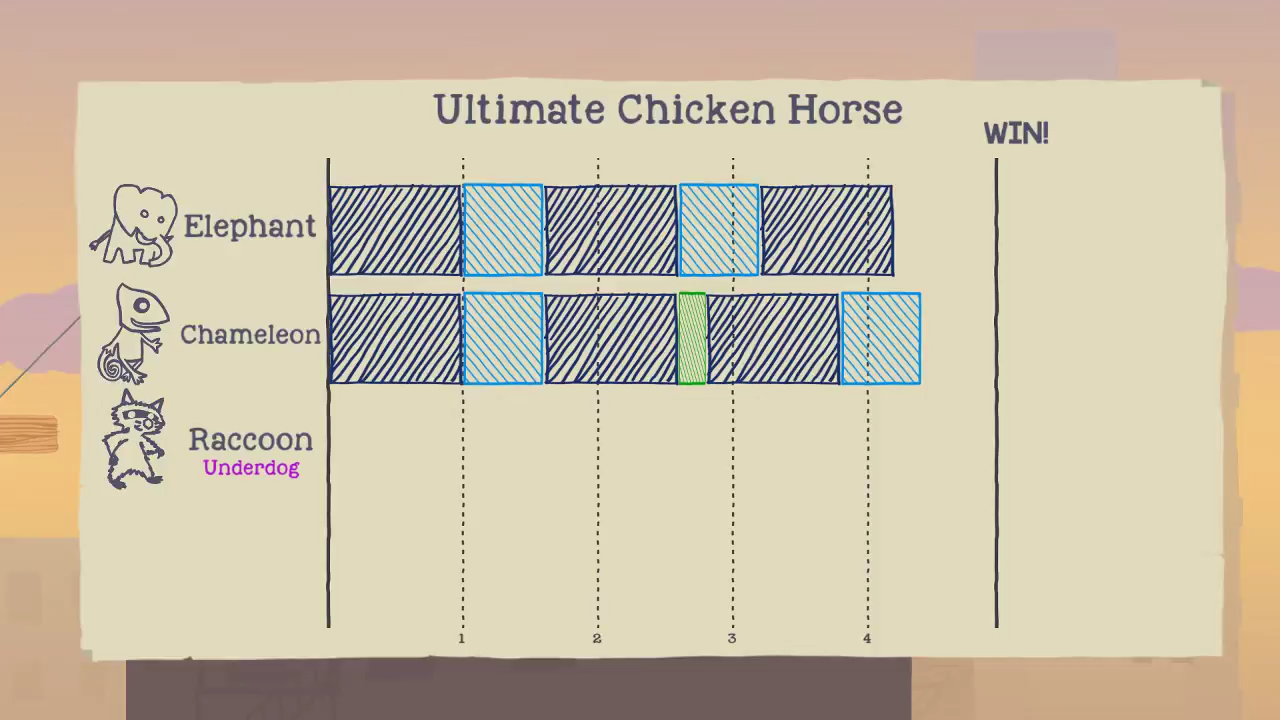 Ultimate Chicken Horse
WIN!
Elephant
Chameleon
Raccoon
Underdog
1 2 3 4